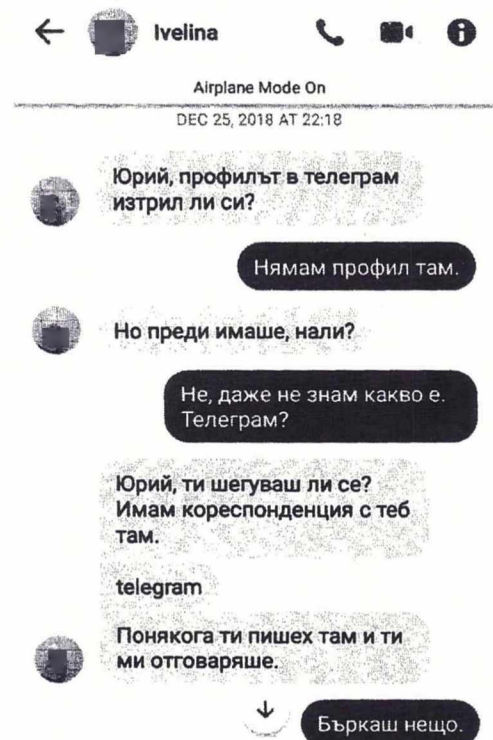 Ivelina
Airplane Mode On
DEC 25, 2018 AT 22:18
Юрий, профилът в телеграм
изтрил ли си?
Нямам профил там.
Но преди имаше, нали?
Не, даже не знам какво е.
Телеграм?
Юрий, ти шегуваш ли се?
Имам кореспонденция с теб
там.
telegram
Понякога ти пишех там и ти
ми отговаряше.
Бъркаш нещо.